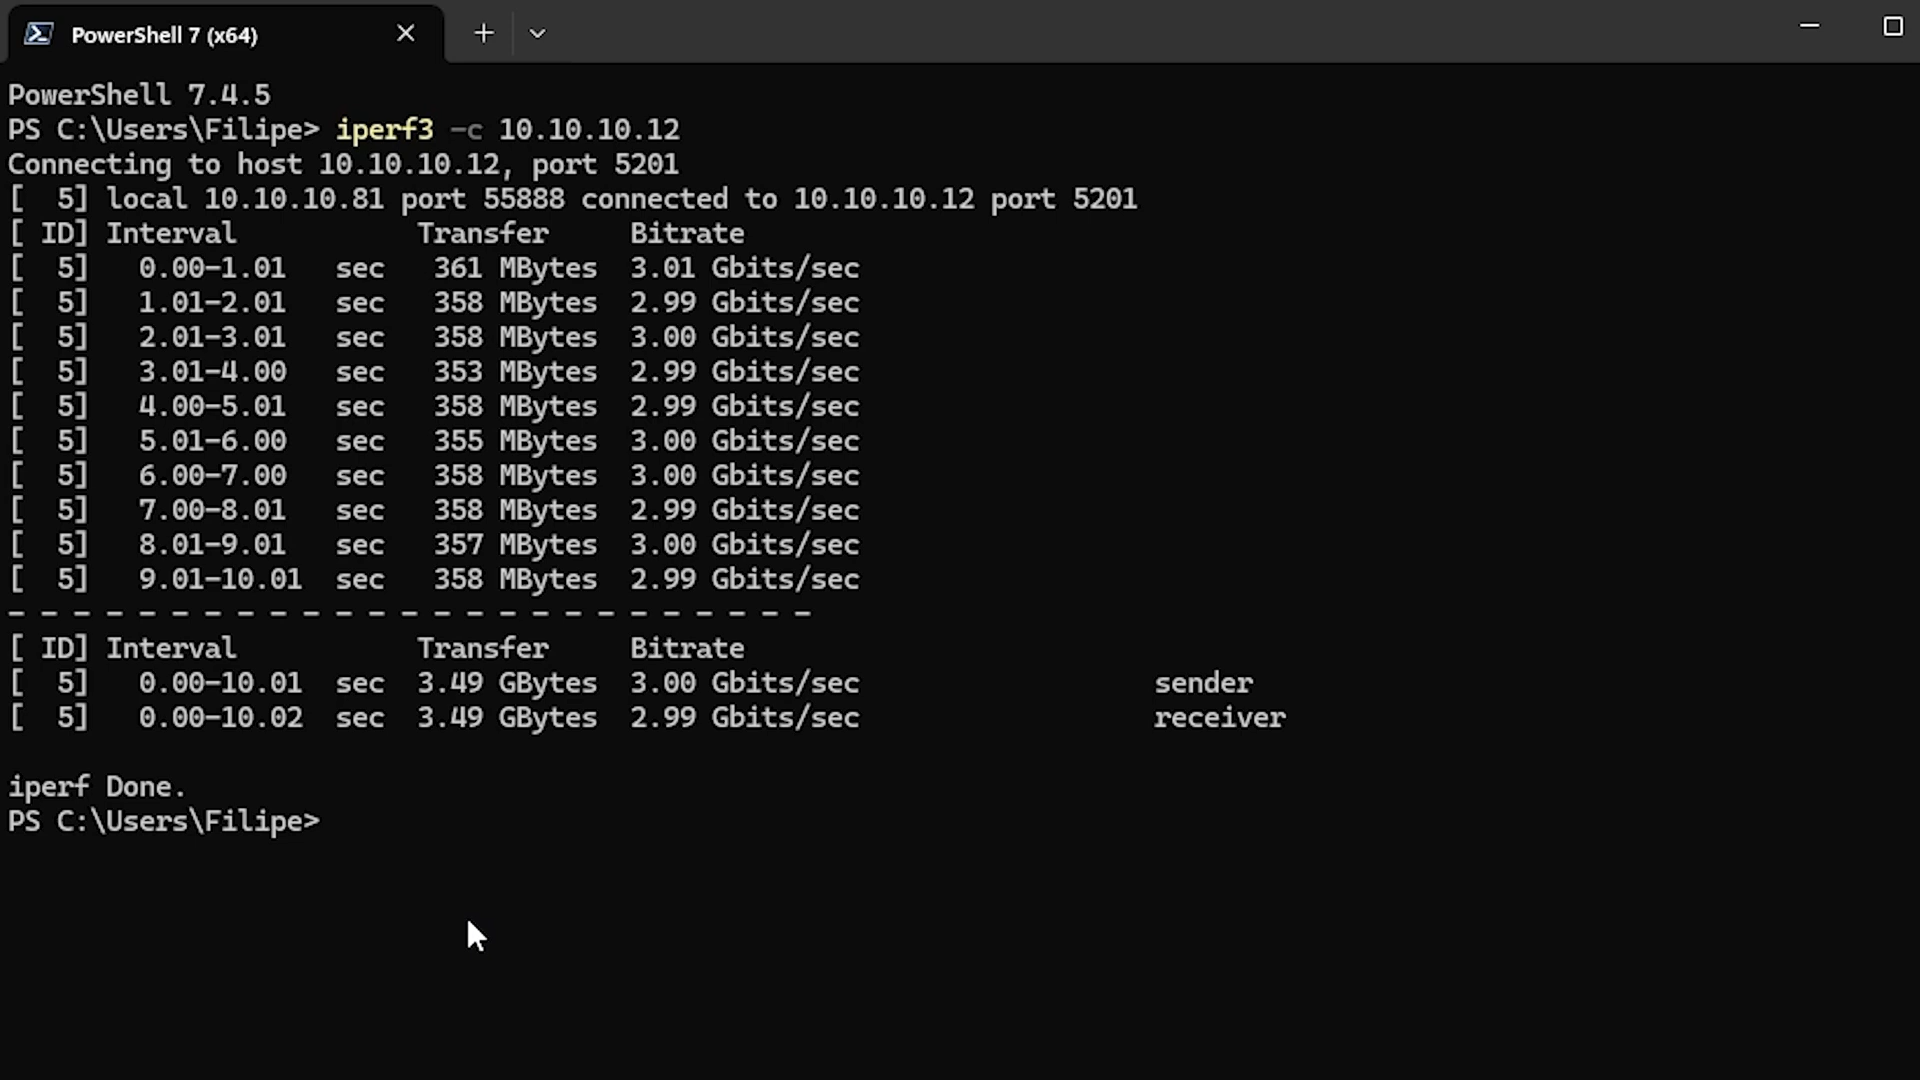 PowerShell 7 (x64)
PowerShell 7.4.5
PS C:\Users\Filipe> iperf3 -c 10.10.10.12
Connecting to host 10.10.10.12, port 5201
[  5] local 10.10.10.81 port 55888 connected to 10.10.10.12 port 5201
[ ID] Interval           Transfer     Bitrate
[  5]   0.00-1.01   sec   361 MBytes  3.01 Gbits/sec
[  5]   1.01-2.01   sec   358 MBytes  2.99 Gbits/sec
[  5]   2.01-3.01   sec   358 MBytes  3.00 Gbits/sec
[  5]   3.01-4.00   sec   353 MBytes  2.99 Gbits/sec
[  5]   4.00-5.01   sec   358 MBytes  2.99 Gbits/sec
[  5]   5.01-6.00   sec   355 MBytes  3.00 Gbits/sec
[  5]   6.00-7.00   sec   358 MBytes  3.00 Gbits/sec
[  5]   7.00-8.01   sec   358 MBytes  2.99 Gbits/sec
[  5]   8.01-9.01   sec   357 MBytes  3.00 Gbits/sec
[  5]   9.01-10.01  sec   358 MBytes  2.99 Gbits/sec
- - - - - - - - - - - - - - - - - - - - - - - - -
[ ID] Interval           Transfer     Bitrate
[  5]   0.00-10.01  sec  3.49 GBytes  3.00 Gbits/sec                  sender
[  5]   0.00-10.02  sec  3.49 GBytes  2.99 Gbits/sec                  receiver
iperf Done.
PS C:\Users\Filipe>